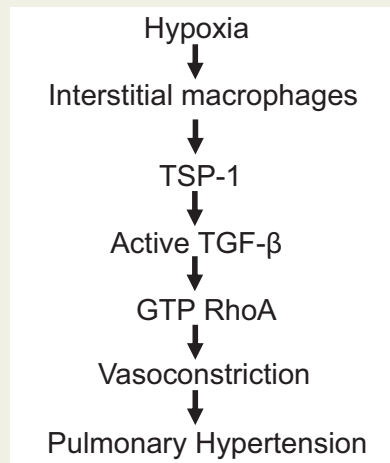 Hypoxia
Interstitial macrophages
TSP-1
Active TGF-β
GTP RhoA
Vasoconstriction
Pulmonary Hypertension